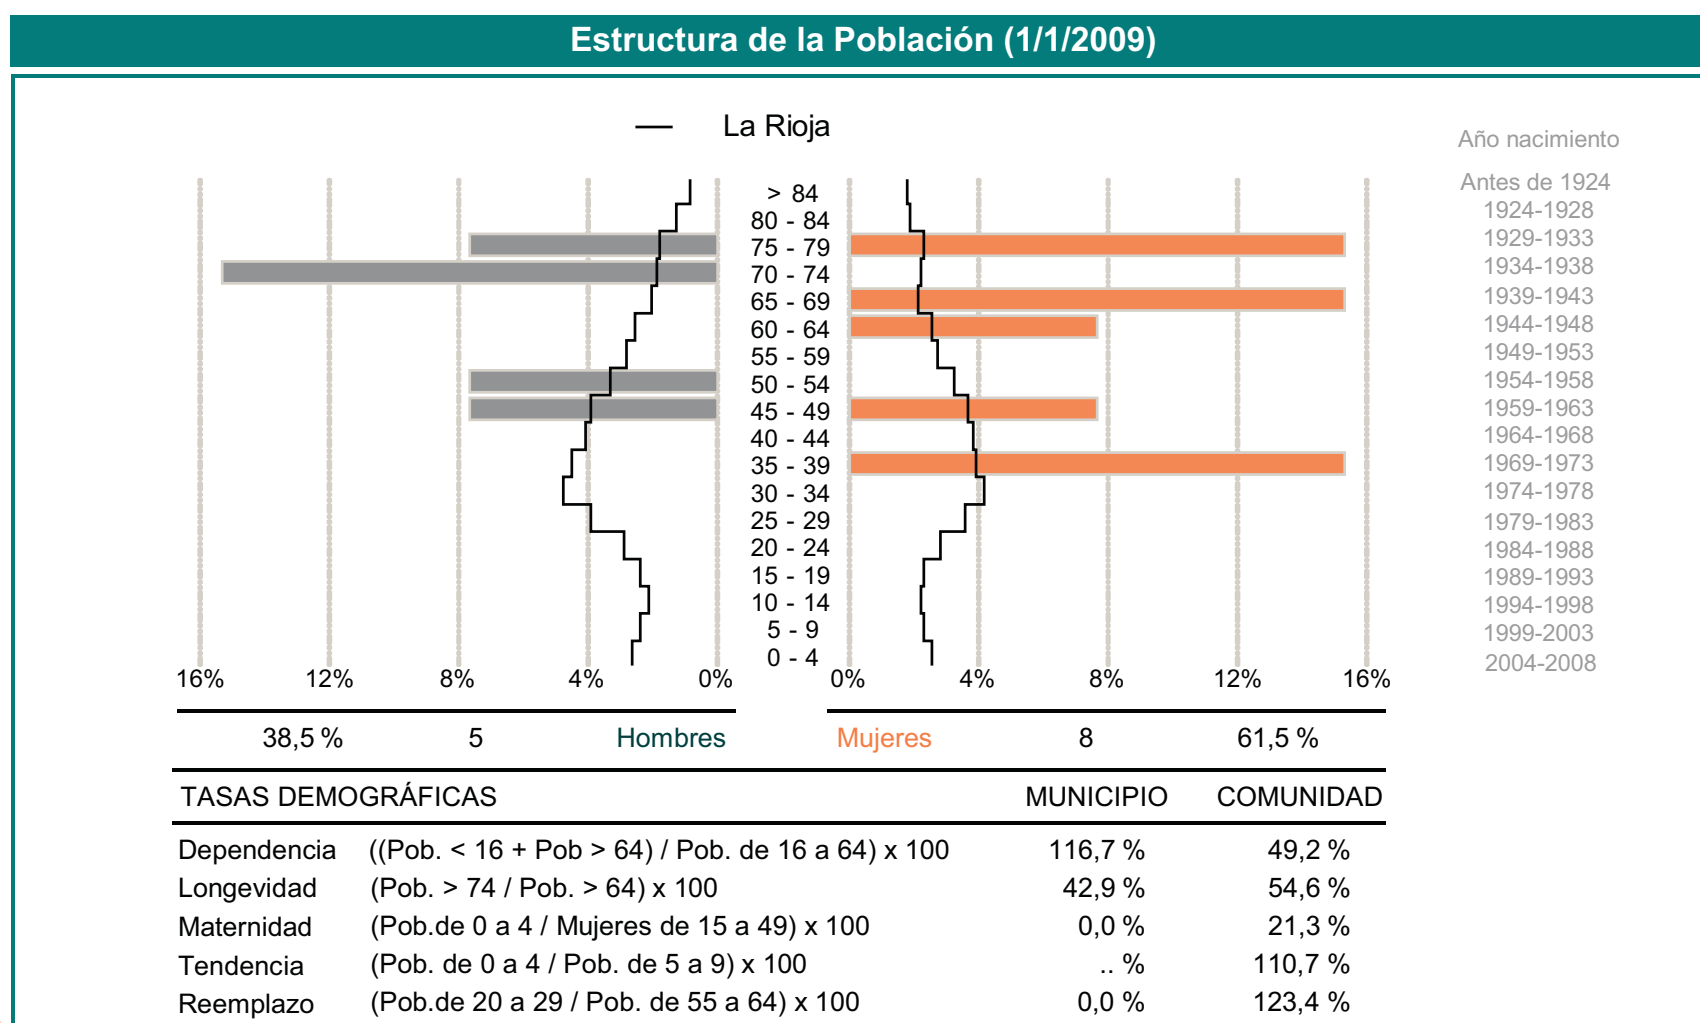 Estructura de la Población (1/1/2009)
La Rioja
Año nacimiento
> 84
80 - 84
75 - 79
70 - 74
65 - 69
60 - 64
55 - 59
50 - 54
45 - 49
40 - 44
35 - 39
30 - 34
25 - 29
20 - 24
15 - 19
10 - 14
5 - 9
0 - 4
Antes de 1924
1924-1928
1929-1933
1934-1938
1939-1943
1944-1948
1949-1953
1954-1958
1959-1963
1964-1968
1969-1973
1974-1978
1979-1983
1984-1988
1989-1993
1994-1998
1999-2003
2004-2008
16% 12% 8% 4% 0% 0% 4% 8% 12% 16%
38,5 % 5 Hombres Mujeres 8 61,5 %
TASAS DEMOGRÁFICAS MUNICIPIO COMUNIDAD
Dependencia ((Pob. < 16 + Pob > 64) / Pob. de 16 a 64) x 100 116,7 % 49,2 %
Longevidad (Pob. > 74 / Pob. > 64) x 100 42,9 % 54,6 %
Maternidad (Pob.de 0 a 4 / Mujeres de 15 a 49) x 100 0,0 % 21,3 %
Tendencia (Pob. de 0 a 4 / Pob. de 5 a 9) x 100 .. % 110,7 %
Reemplazo (Pob.de 20 a 29 / Pob. de 55 a 64) x 100 0,0 % 123,4 %